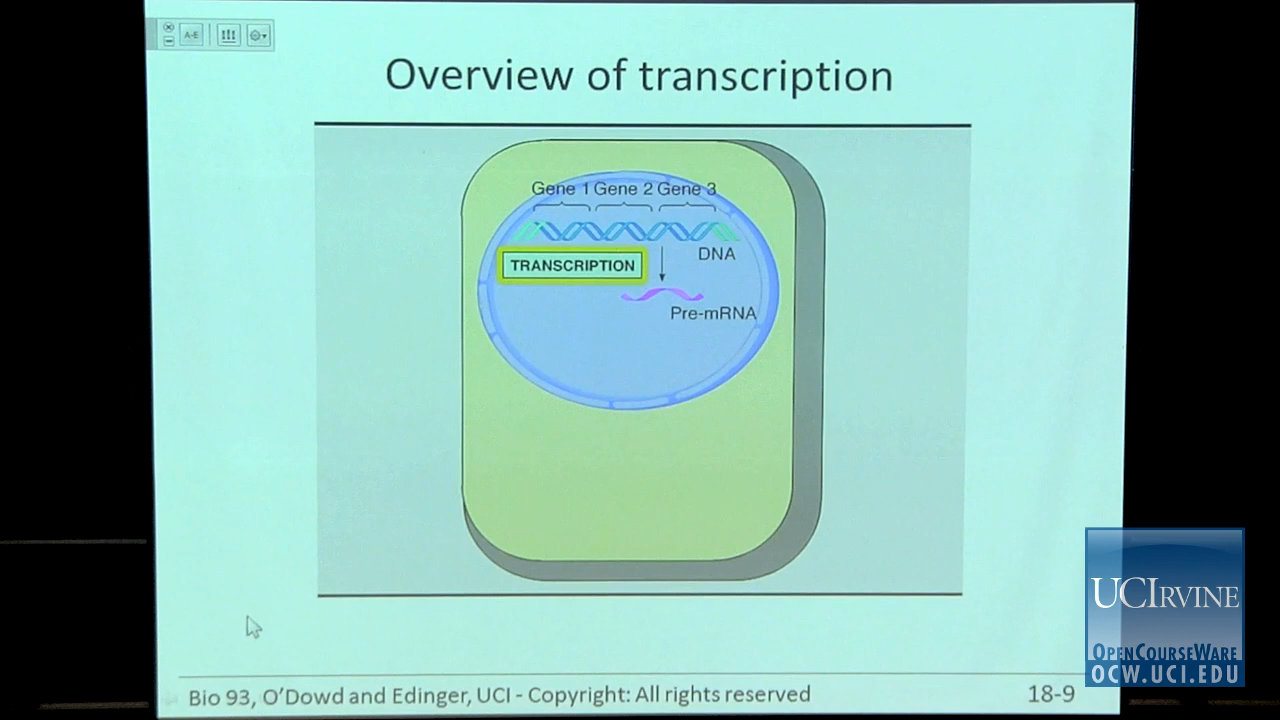 A-E
Overview of transcription
Gene 1 Gene 2 Gene 3
DNA
TRANSCRIPTION
Pre-mRNA
UCIRVINE
OPENCOURSEWARE
OCW.UCI.EDU
Bio 93, O'Dowd and Edinger, UCI - Copyright: All rights reserved
18-9